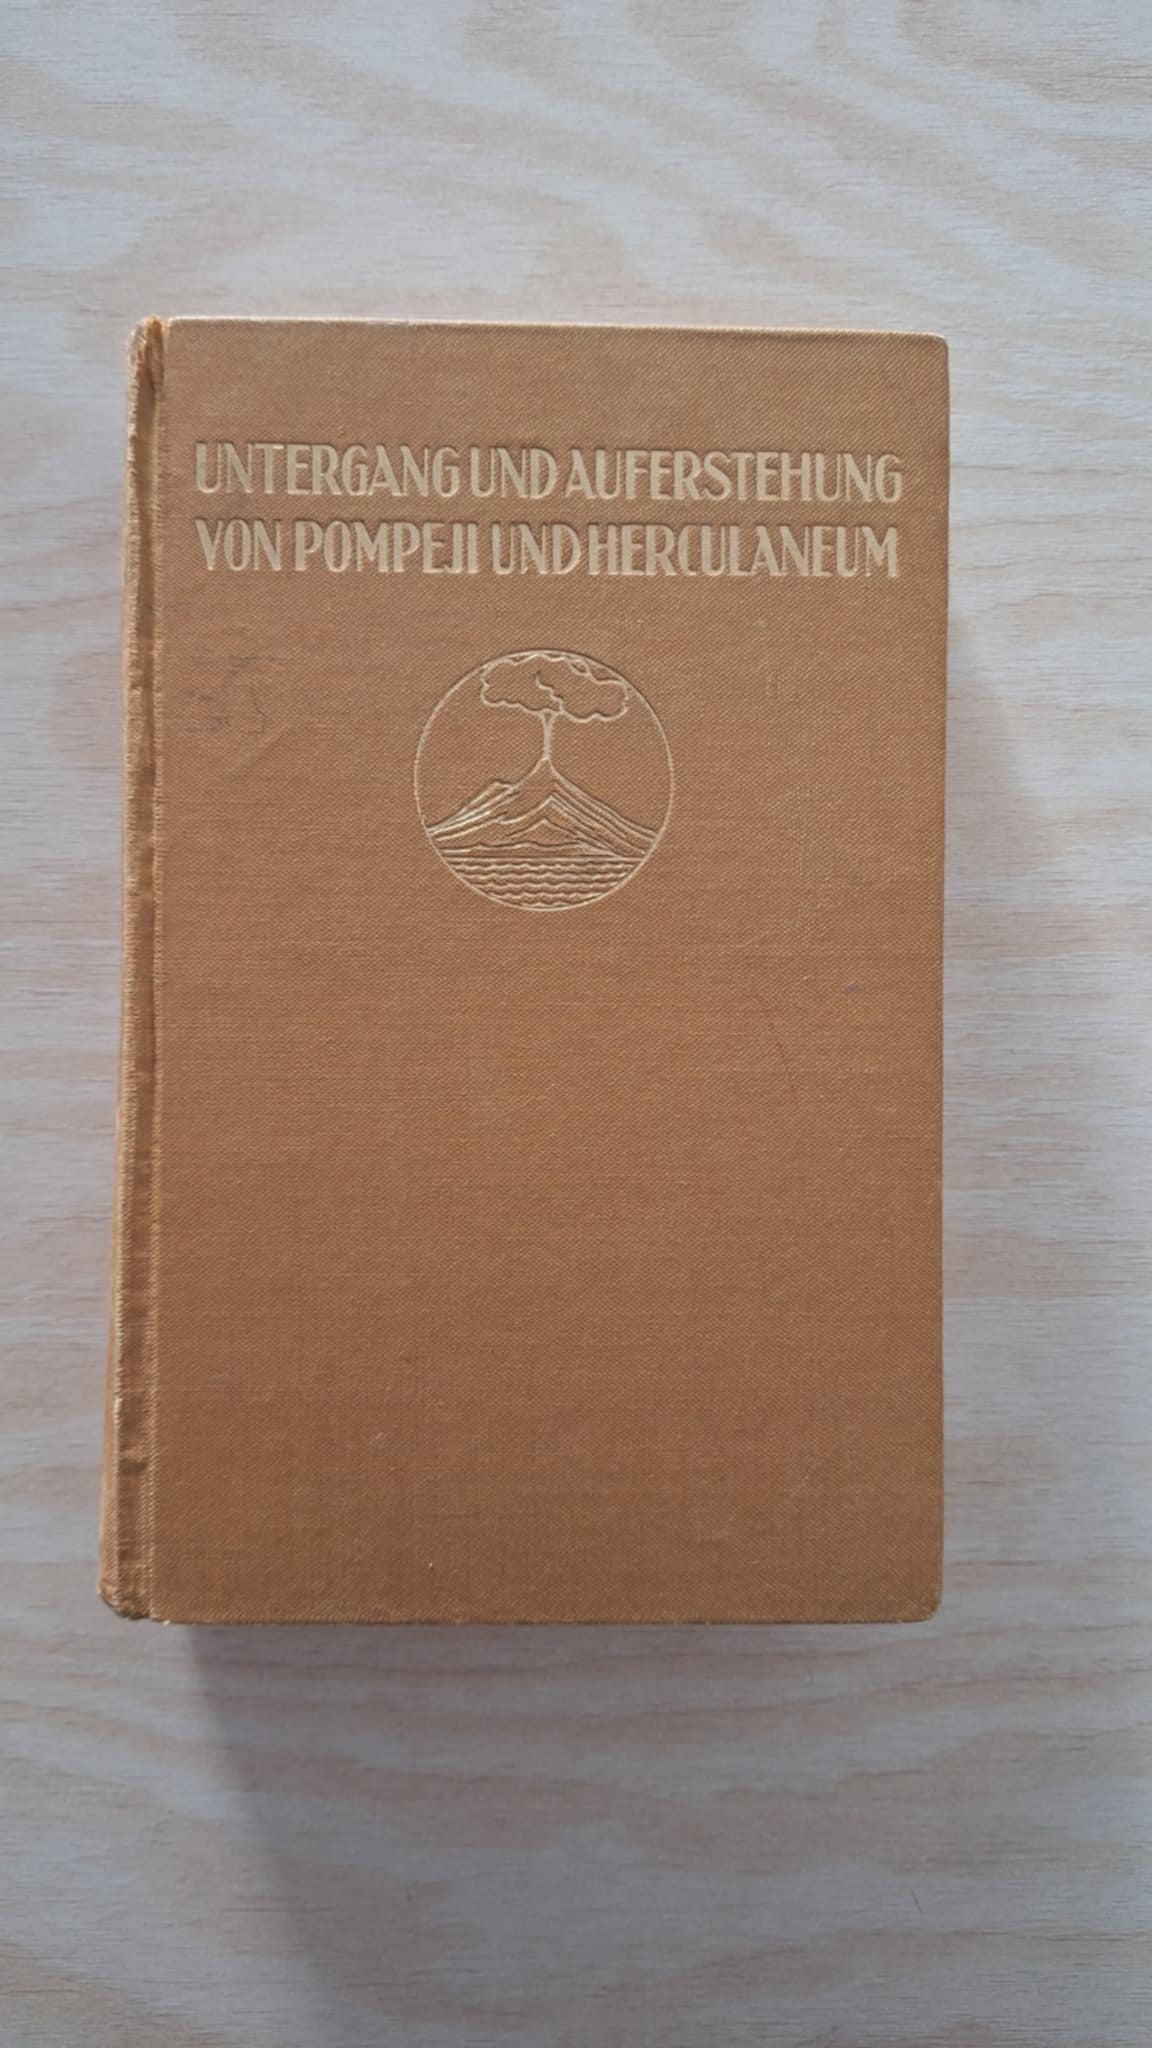 UNTERGANG UND AUFERSTEHUNG
VON POMPEJI UND HERCULANEUM